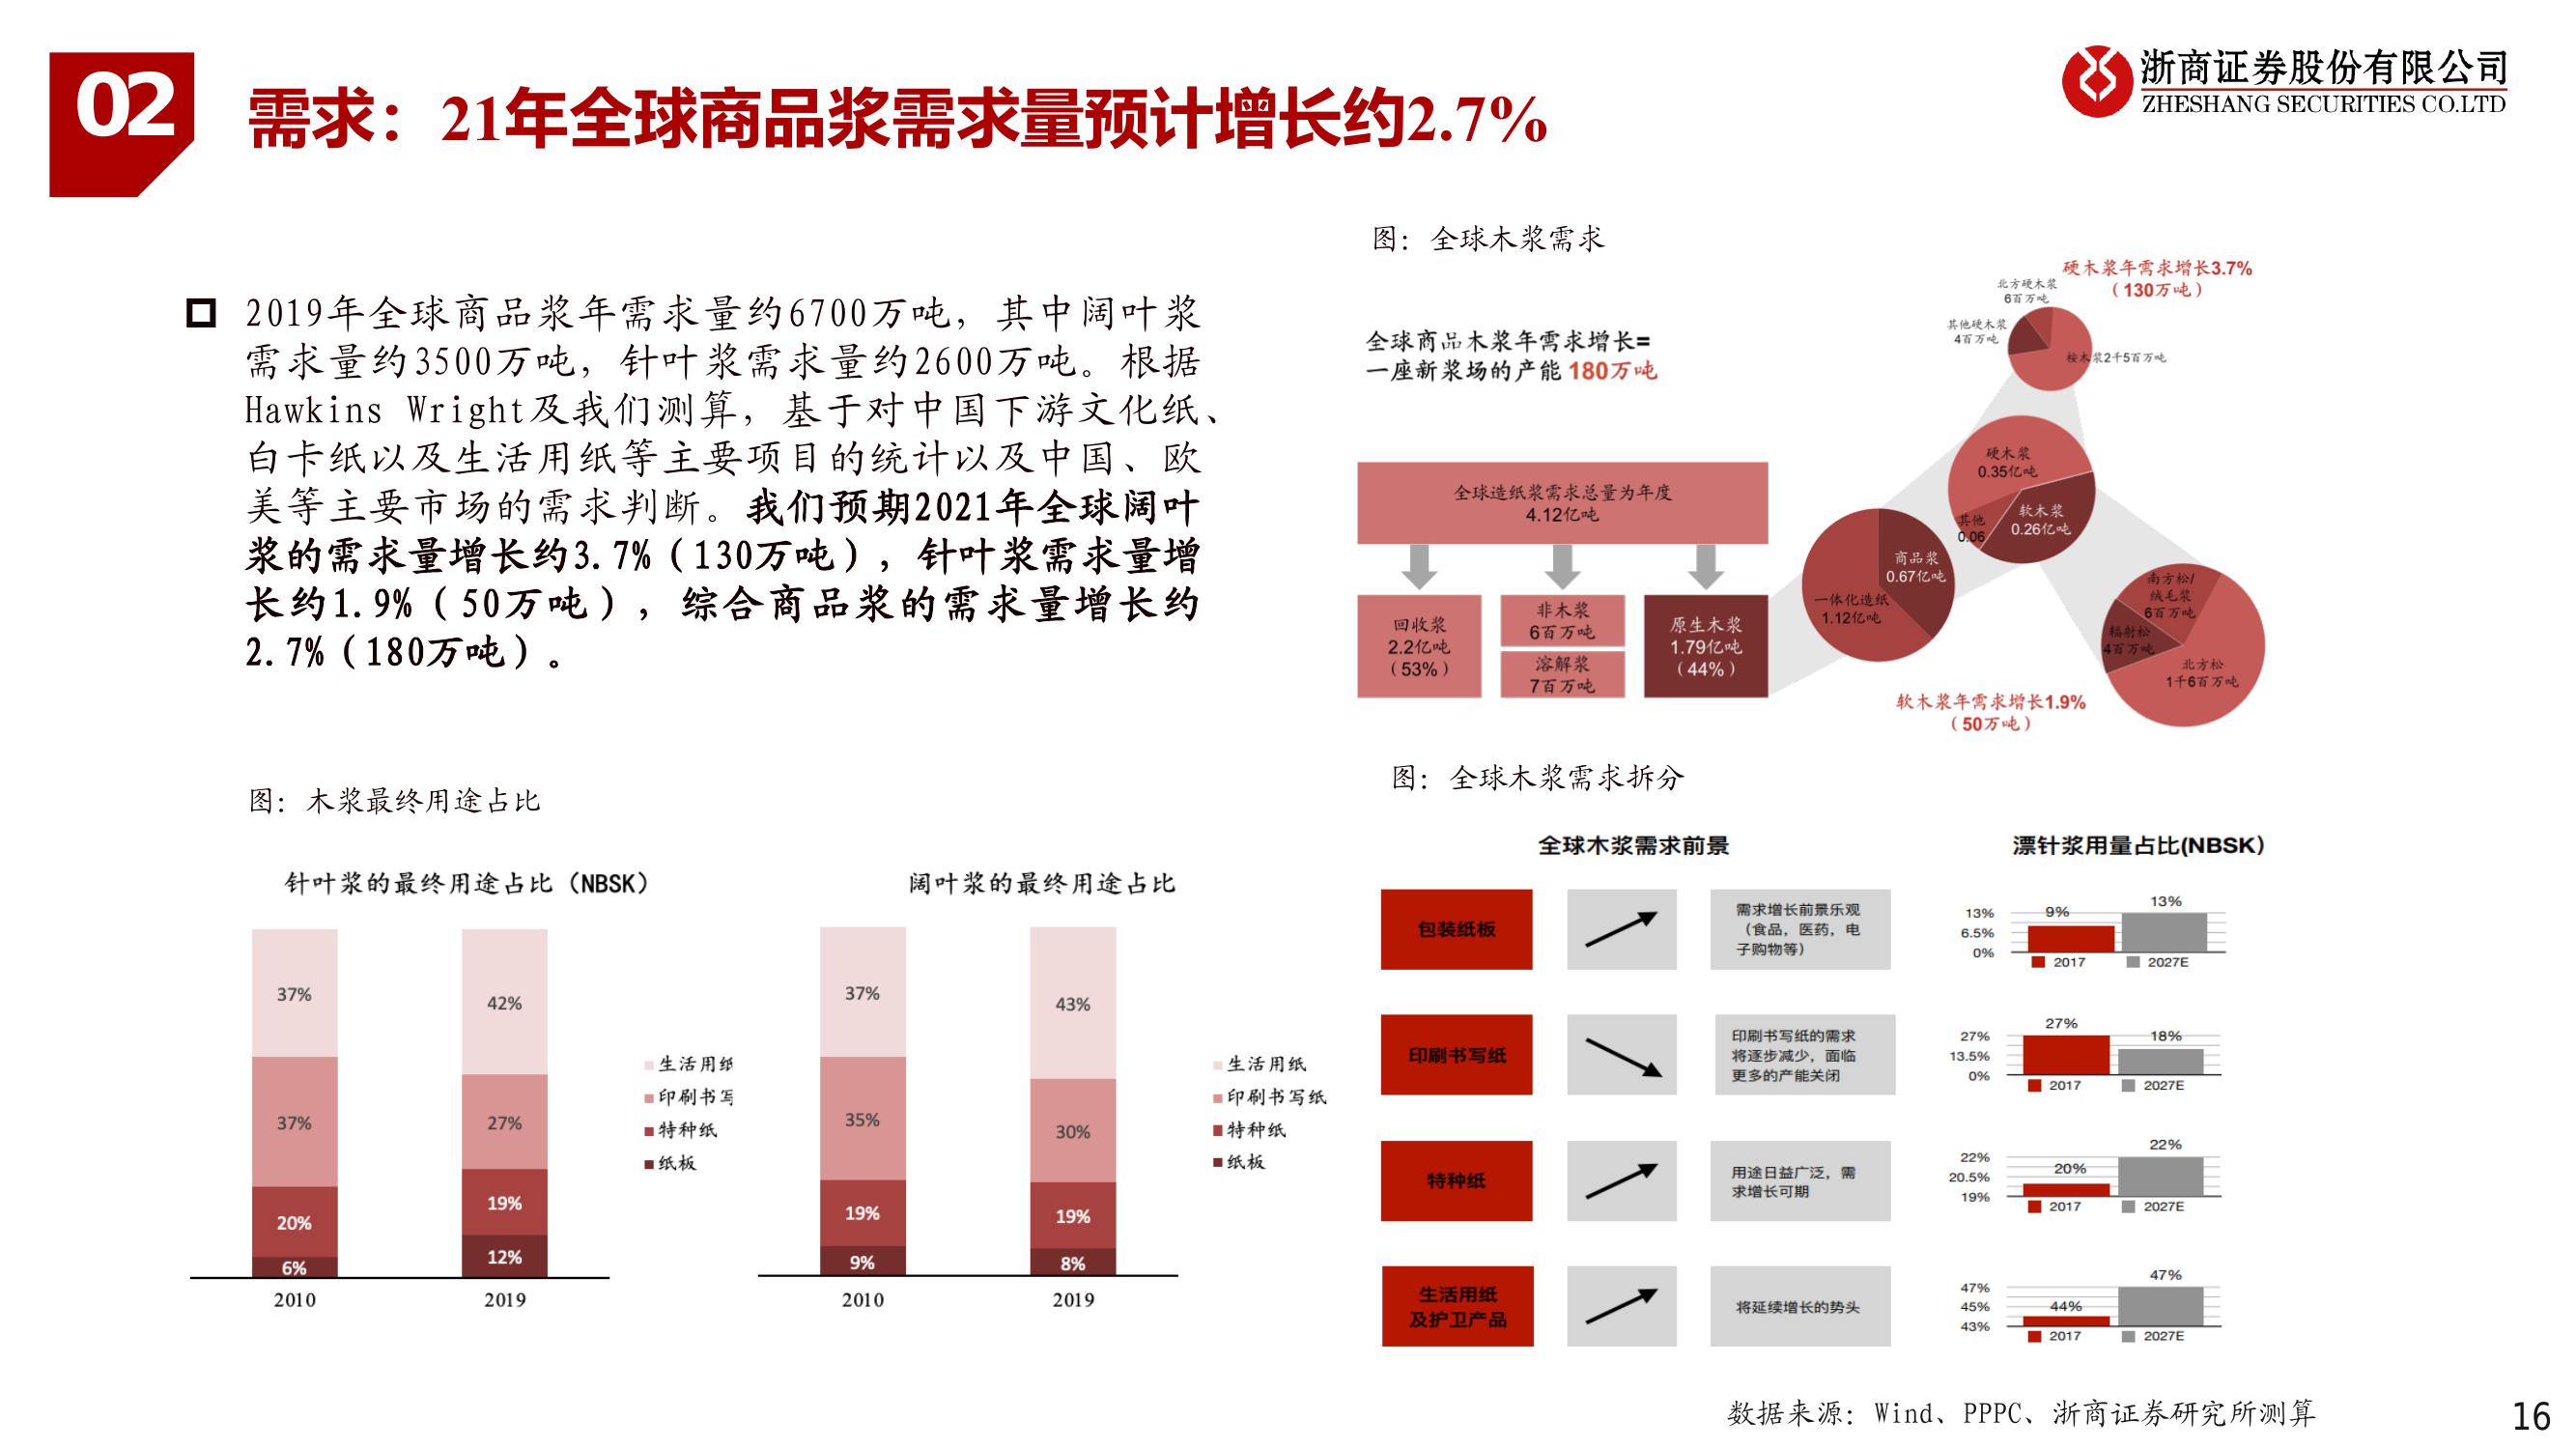 02
需求：21年全球商品浆需求量预计增长约2.7%
浙商证券股份有限公司
ZHESHANG SECURITIES CO.LTD
2019年全球商品浆年需求量约6700万吨，其中阔叶浆
需求量约3500万吨，针叶浆需求量约2600万吨。根据
Hawkins Wright及我们测算，基于对中国下游文化纸、
白卡纸以及生活用纸等主要项目的统计以及中国、欧
美等主要市场的需求判断。我们预期2021年全球阔叶
浆的需求量增长约3.7%（130万吨），针叶浆需求量增
长约1.9%（50万吨），综合商品浆的需求量增长约
2.7%（180万吨）。
图：全球木浆需求
全球商品木浆年需求增长=
一座新浆场的产能 180万吨
硬木浆年需求增长3.7%
（130万吨）
北方硬木浆
6百万吨
其他硬木浆
4百万吨
桉木浆2千5百万吨
全球造纸浆需求总量为年度
4.12亿吨
回收浆
2.2亿吨
（53%）
非木浆
6百万吨
溶解浆
7百万吨
原生木浆
1.79亿吨
（44%）
商品浆
0.67亿吨
一体化造纸
1.12亿吨
硬木浆
0.35亿吨
软木浆
0.26亿吨
其他
0.06
南方松/
绒毛浆
6百万吨
辐射松
4百万吨
北方松
1千6百万吨
软木浆年需求增长1.9%
（50万吨）
图：木浆最终用途占比
针叶浆的最终用途占比（NBSK）
37%
42%
37%
27%
20%
19%
6%
12%
2010
2019
生活用纸
印刷书写
特种纸
纸板
阔叶浆的最终用途占比
37%
43%
35%
30%
19%
19%
9%
8%
2010
2019
生活用纸
印刷书写纸
特种纸
纸板
图：全球木浆需求拆分
全球木浆需求前景
漂针浆用量占比(NBSK)
包装纸板
需求增长前景乐观
（食品，医药，电
子购物等）
13%
6.5%
0%
9%
13%
2017
2027E
印刷书写纸
印刷书写纸的需求
将逐步减少，面临
更多的产能关闭
27%
13.5%
0%
27%
18%
2017
2027E
特种纸
用途日益广泛，需
求增长可期
22%
20.5%
19%
20%
22%
2017
2027E
生活用纸
及护卫产品
将延续增长的势头
47%
45%
43%
44%
47%
2017
2027E
数据来源：Wind、PPPC、浙商证券研究所测算
16